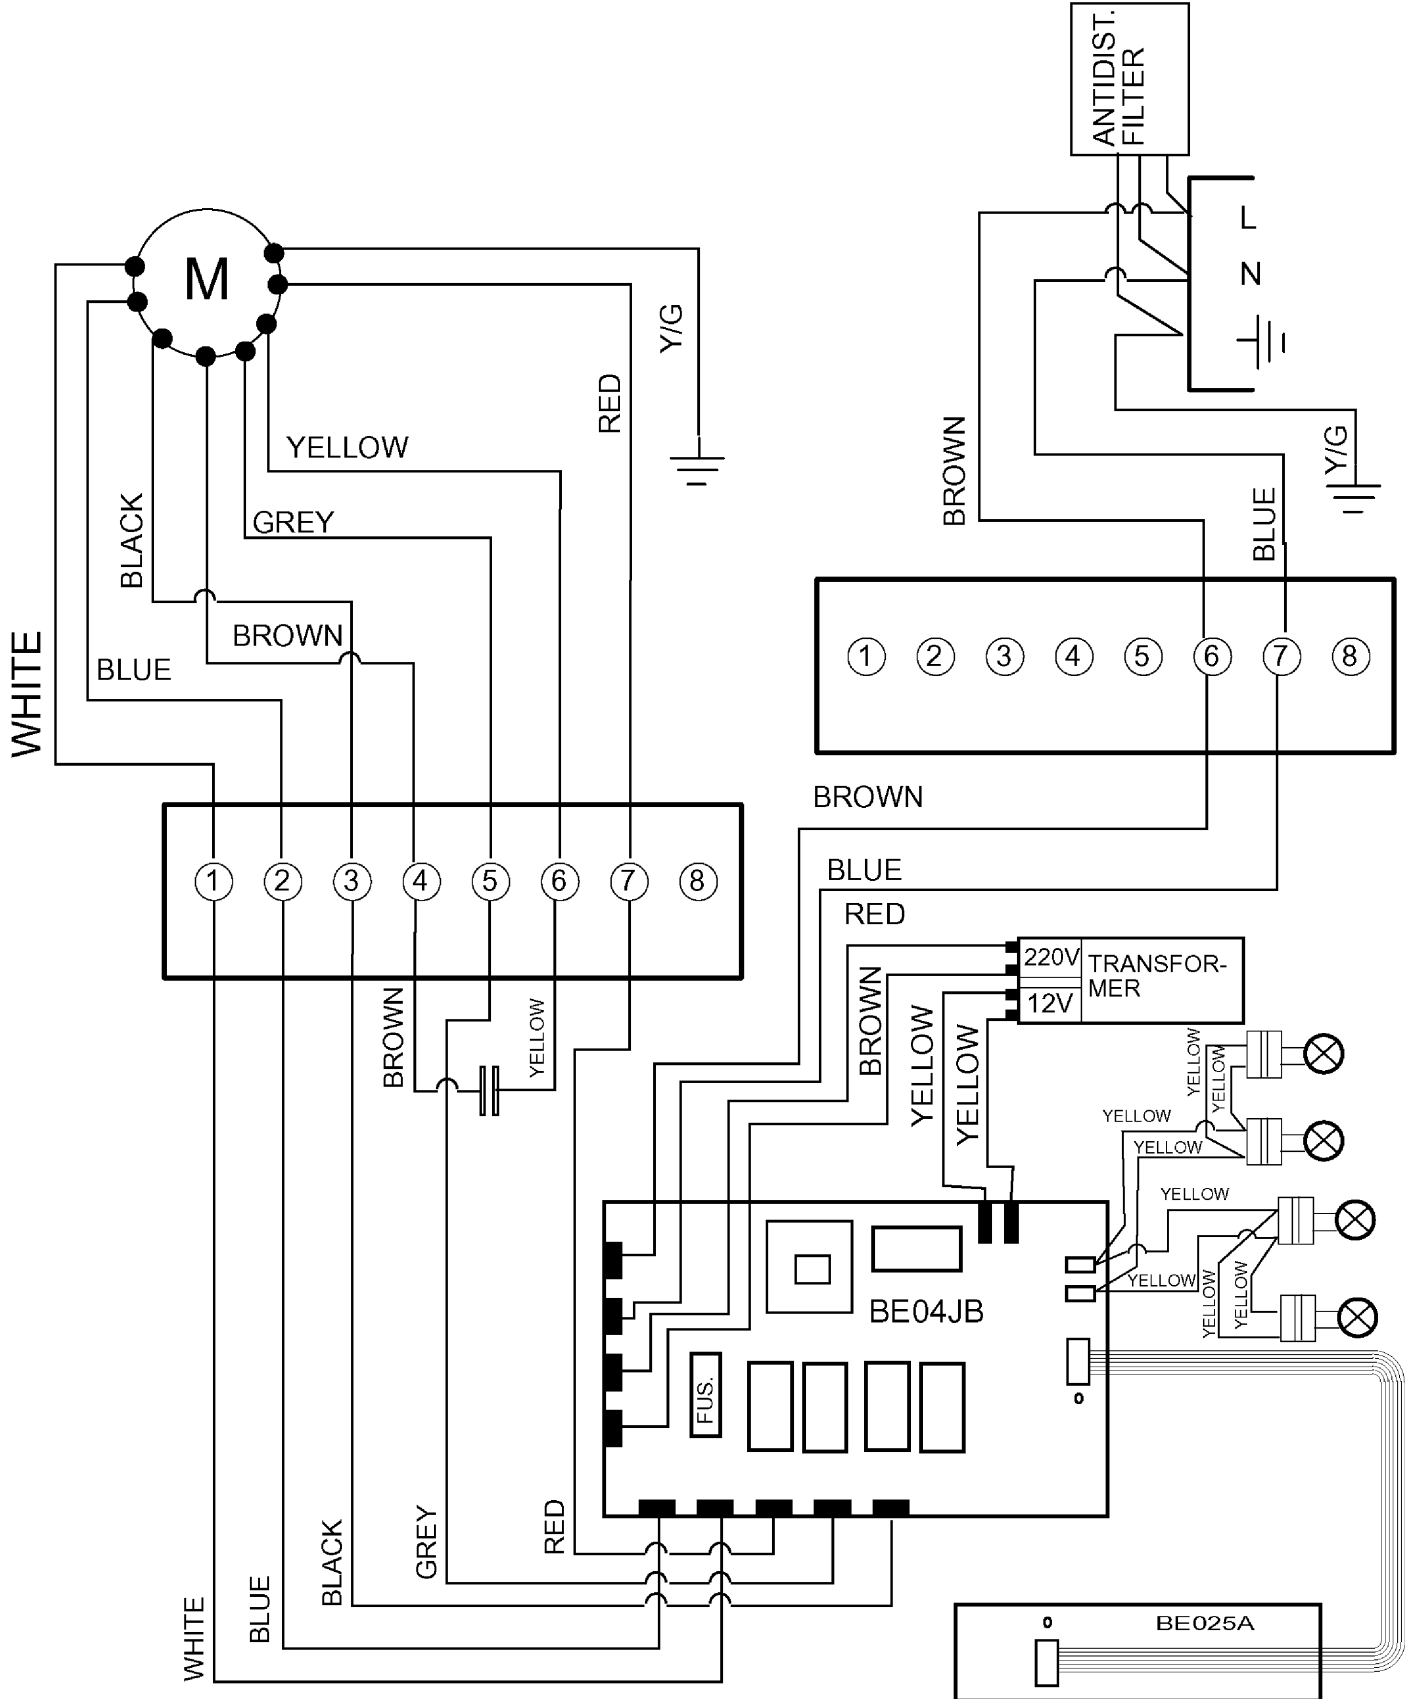 ANTIDIST.
FILTER
L
N
M
Y/G
RED
YELLOW
BLACK
GREY
BROWN
Y/G
BLUE
WHITE
BROWN
BLUE
1 2 3 4 5 6 7 8
BROWN
1 2 3 4 5 6 7 8
BLUE
RED
BROWN
YELLOW
220V
12V
TRANSFOR-
MER
BROWN
YELLOW
YELLOW
YELLOW
YELLOW
YELLOW
YELLOW
YELLOW
YELLOW
YELLOW
YELLOW
BE04JB
FUS.
RED
GREY
BLACK
BLUE
WHITE
BE025A